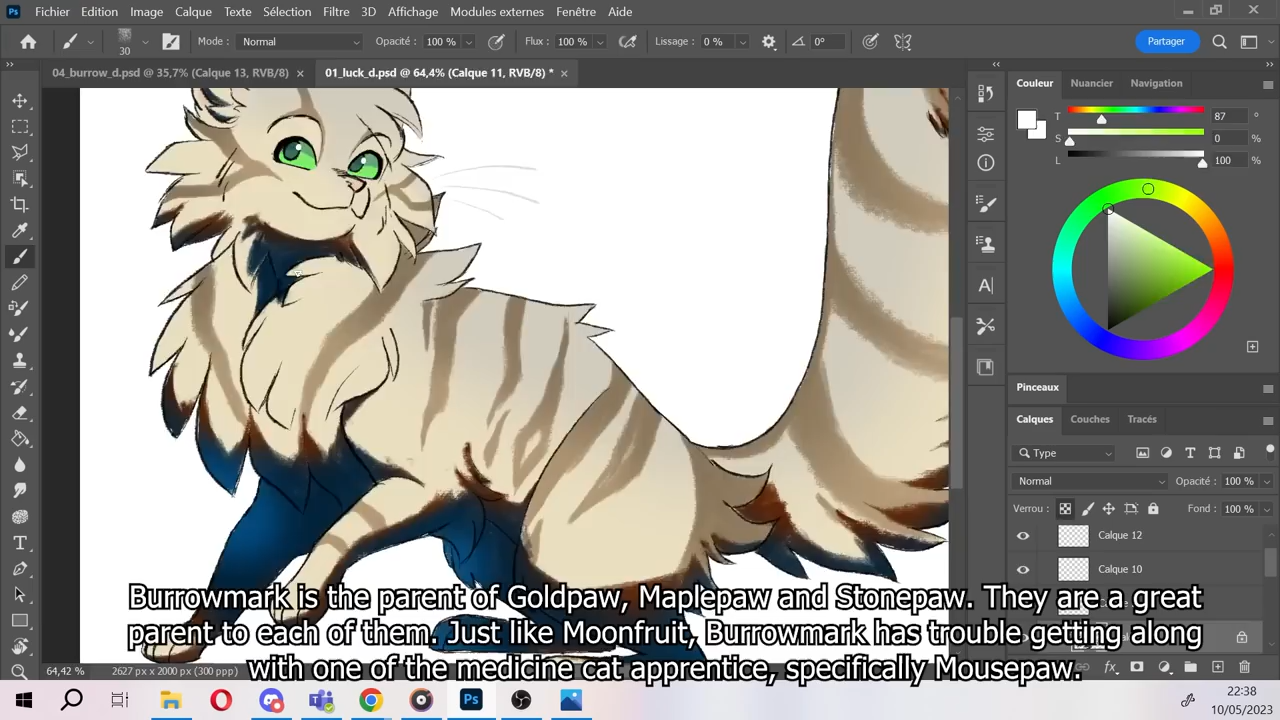 Fichier Edition Image Calque Texte Sélection Filtre 3D Affichage Modules externes Fenêtre Aide
30 Mode : Normal Opacité : 100 % Flux : 100 % Lissage : 0 % 0° Partager
04_burrow_d.psd @ 35,7% (Calque 13, RVB/8) × 01_luck_d.psd @ 64,4% (Calque 11, RVB/8) * ×
Couleur Nuancier Navigation
T 87 °
S 0 %
L 100 %
Pinceaux
Calques Couches Tracés
Type
Normal Opacité : 100 %
Verrou : Fond : 100 %
Calque 12
Calque 10
Burrowmark is the parent of Goldpaw, Maplepaw and Stonepaw. They are a great
parent to each of them. Just like Moonfruit, Burrowmark has trouble getting along
with one of the medicine cat apprentice, specifically Mousepaw.
64,42 % 2627 px x 2000 px (300 ppp)
22:38
10/05/2023